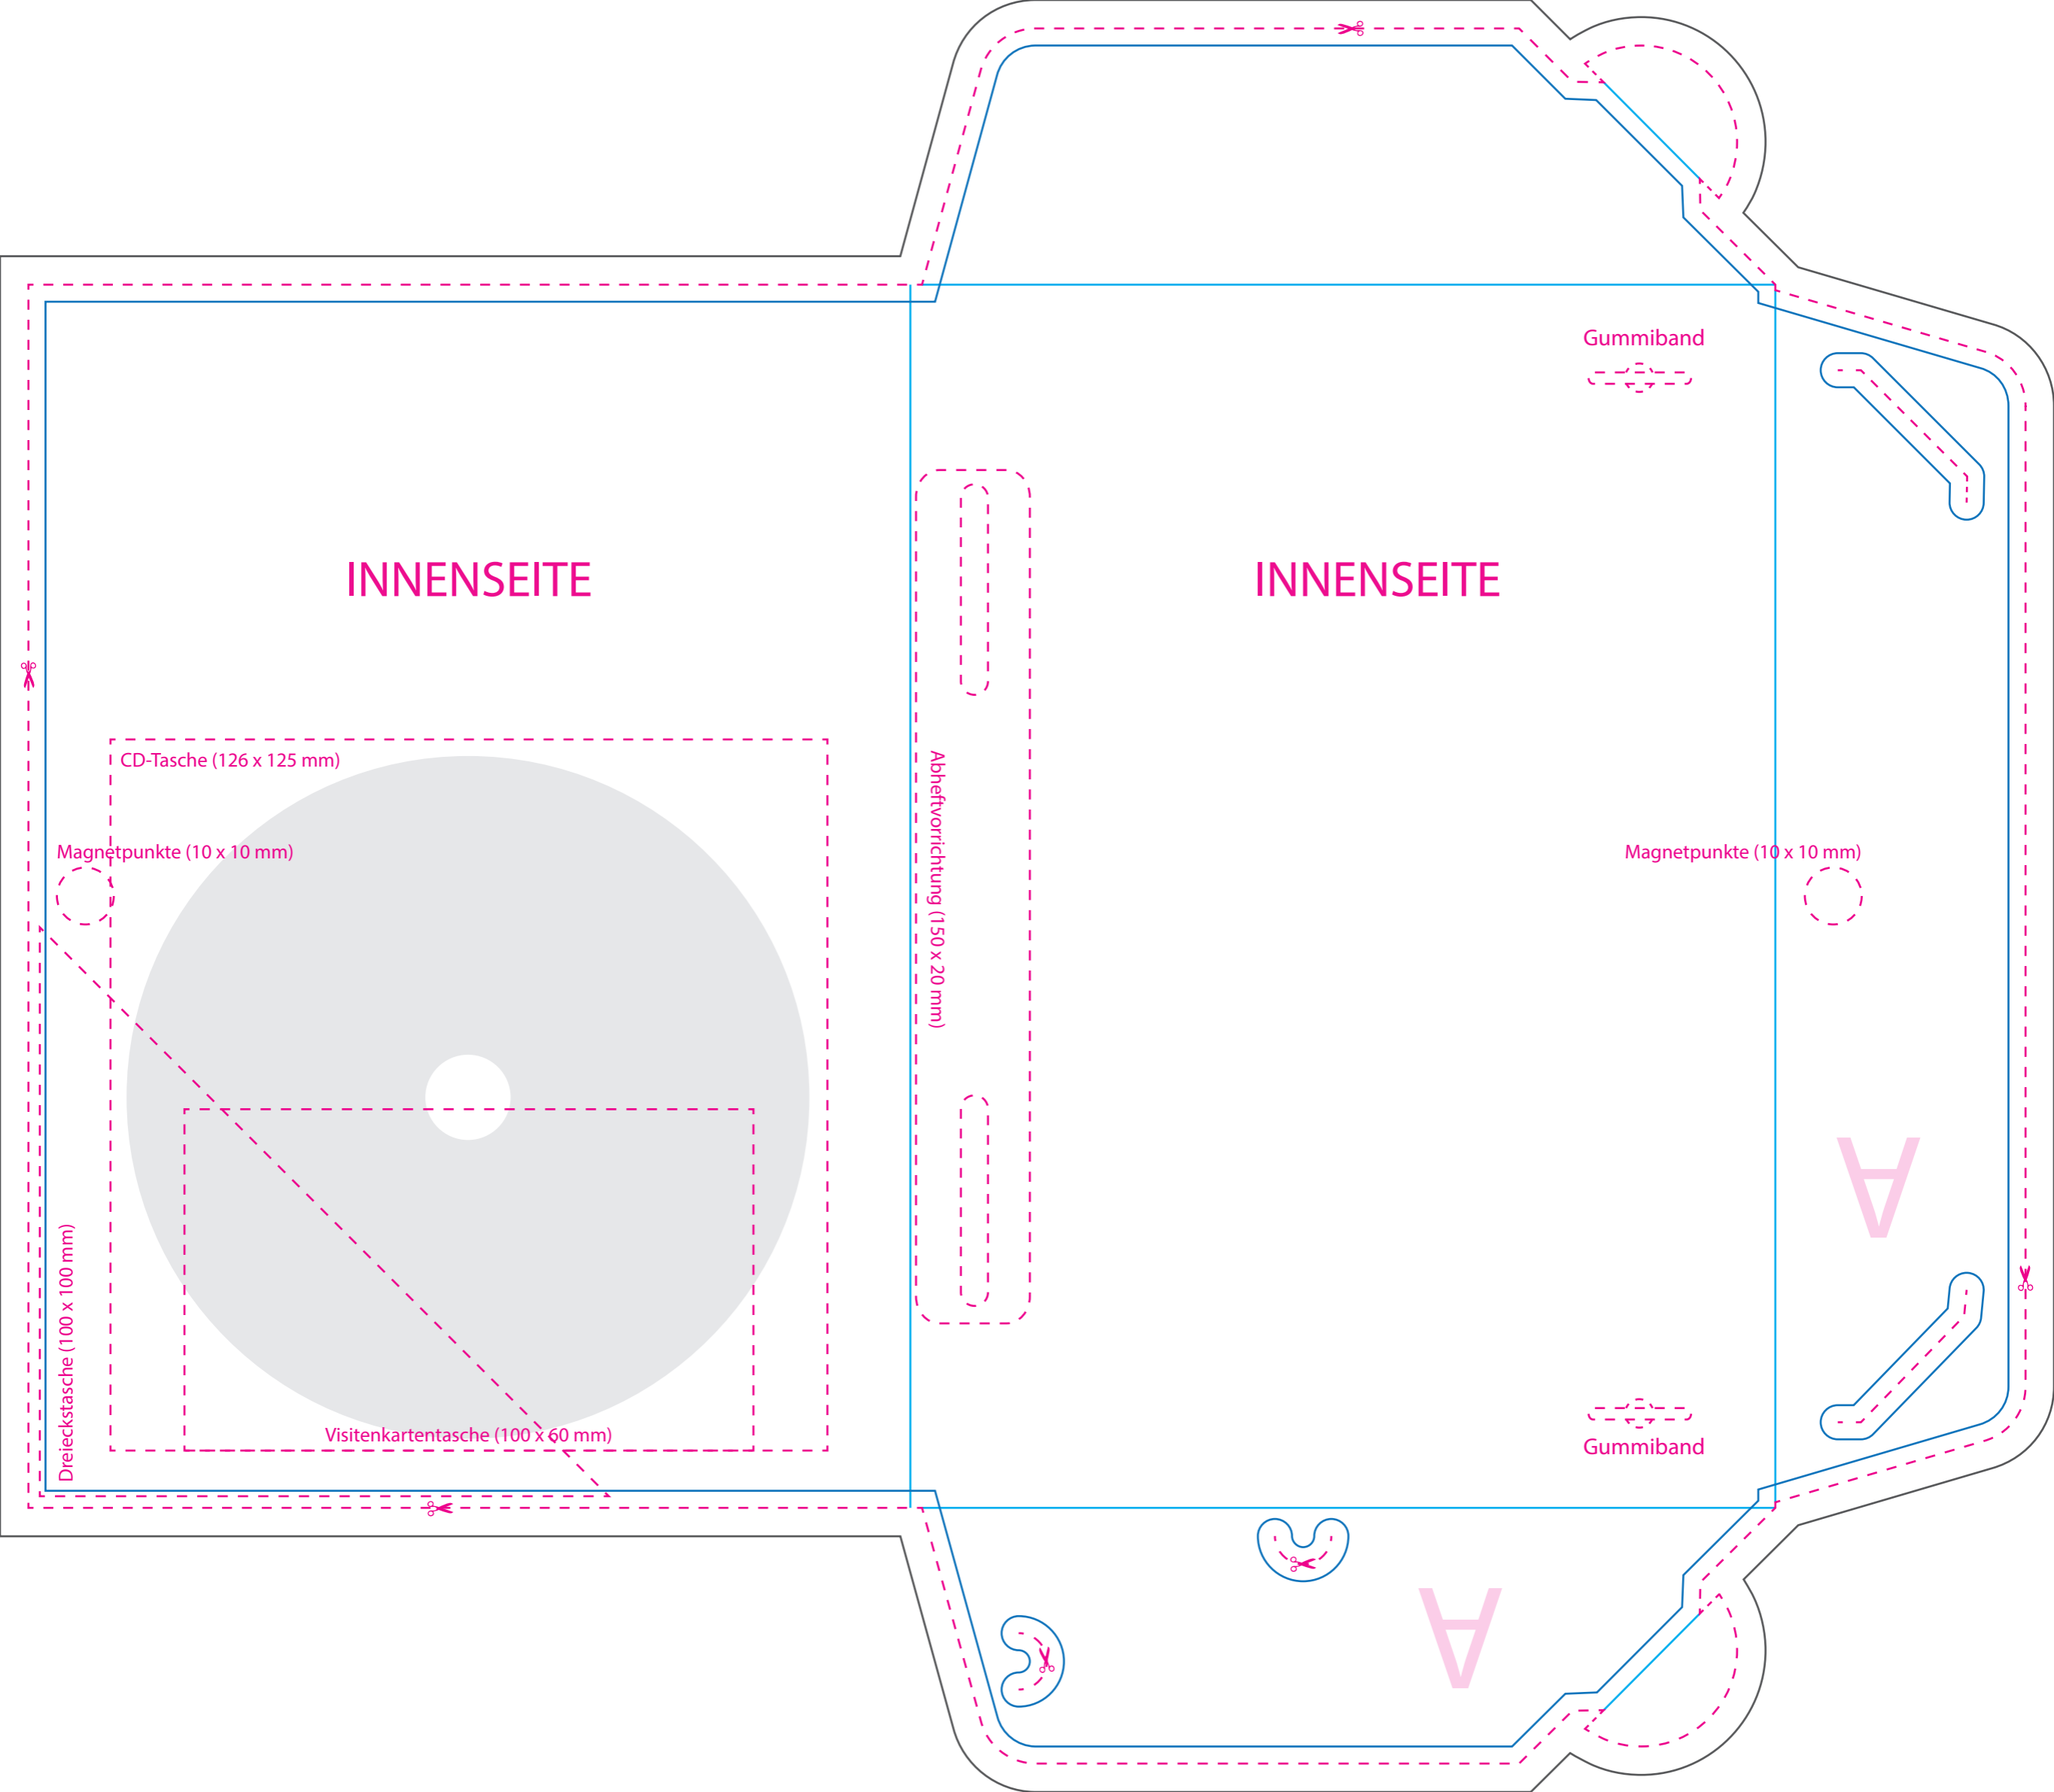 Gummiband
INNENSEITE
INNENSEITE
CD-Tasche (126 x 125 mm)
Abheftvorrichtung (150 x 20 mm)
Magnetpunkte (10 x 10 mm)
Magnetpunkte (10 x 10 mm)
A
Dreieckstasche (100 x 100 mm)
Visitenkartentasche (100 x 60 mm)
Gummiband
A